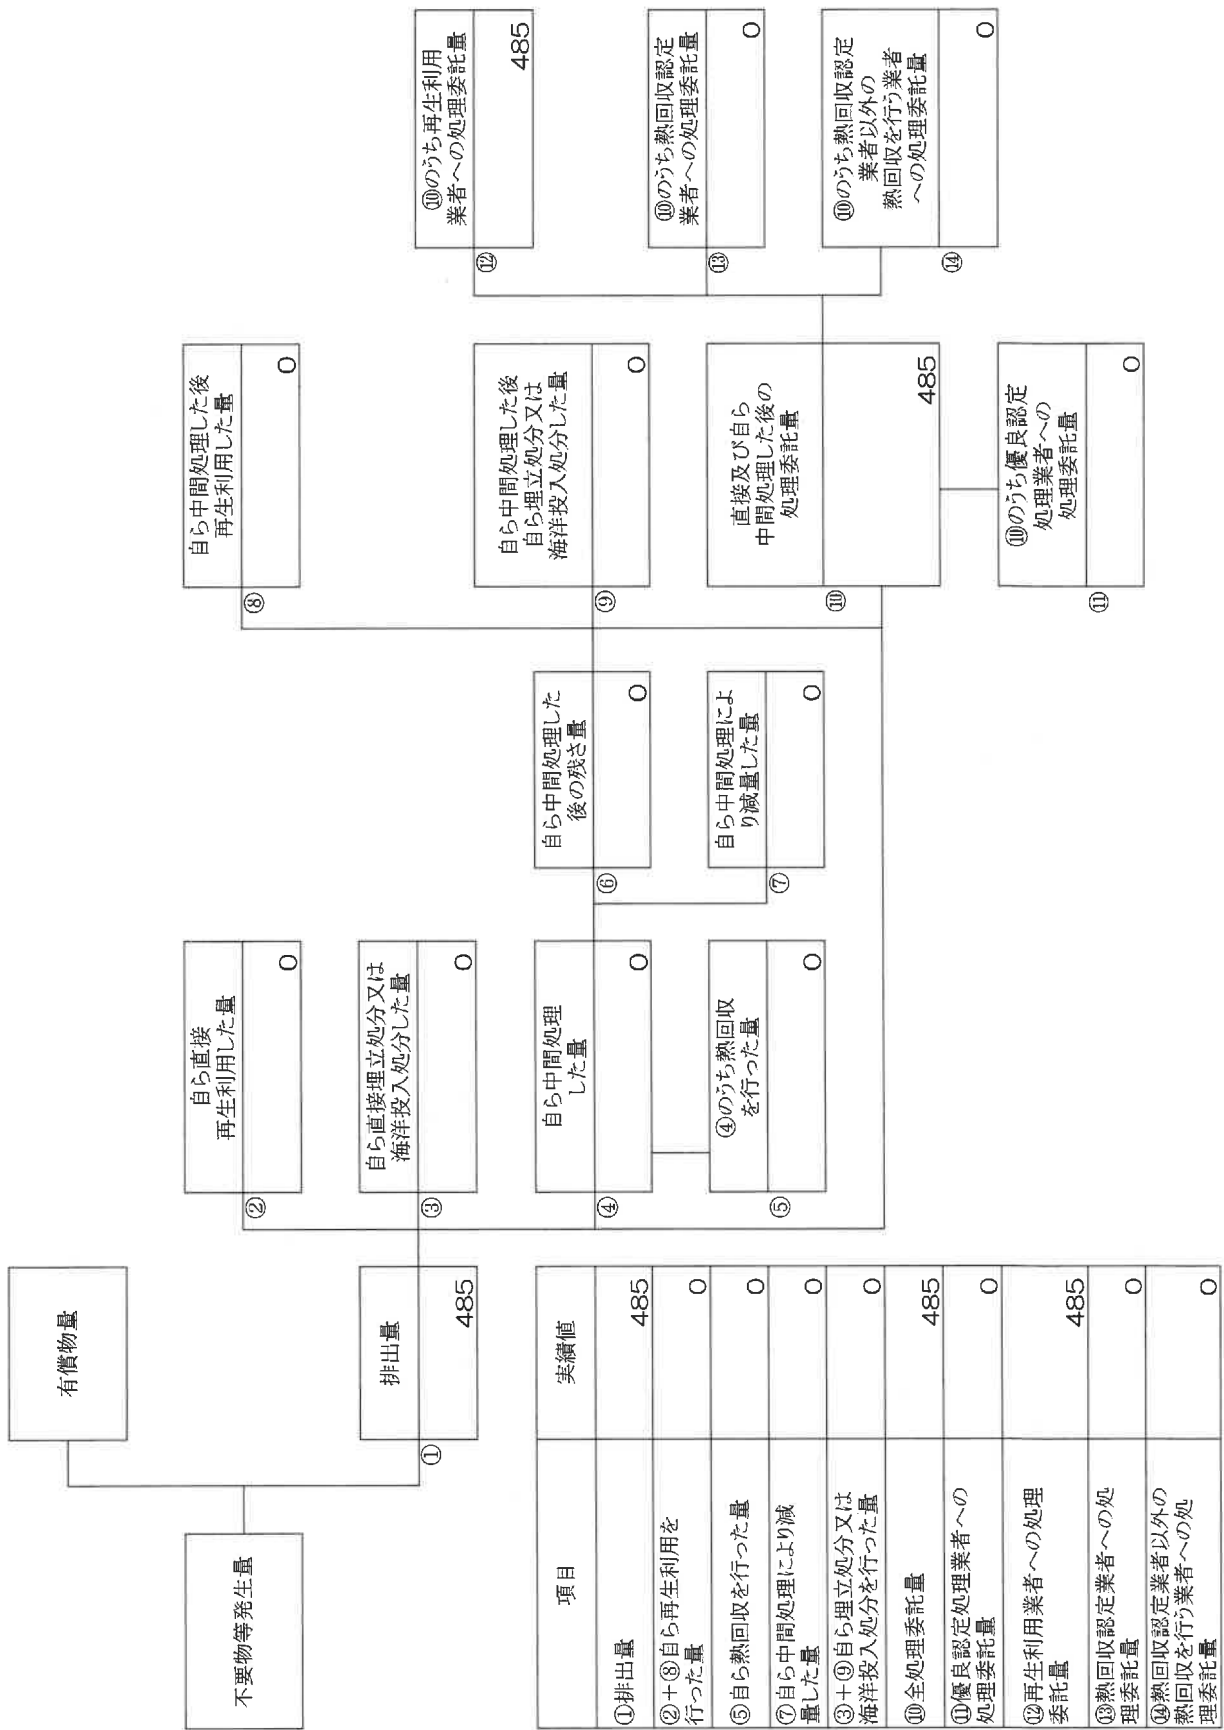 有償物量
不要物等発生量
排出量
①
485
自ら直接
再生利用した量
②
0
自ら直接埋立処分又は
海洋投入処分した量
③
0
自ら中間処理
した量
④
0
④のうち熱回収
を行った量
⑤
0
自ら中間処理した
後の残さ量
⑥
0
自ら中間処理によ
り減量した量
⑦
0
自ら中間処理した後
再生利用した量
⑧
0
自ら中間処理した後
自ら埋立処分又は
海洋投入処分した量
⑨
0
直接及び自ら
中間処理した後の
処理委託量
⑩
485
⑩のうち優良認定
処理業者への
処理委託量
⑪
0
⑩のうち再生利用
業者への処理委託量
⑫
485
⑩のうち熱回収認定
業者への処理委託量
⑬
0
⑩のうち熱回収認定
業者以外の
熱回収を行う業者
への処理委託量
⑭
0
項目 実績値
①排出量 485
②+⑧自ら再生利用を
行った量 0
⑤自ら熱回収を行った量 0
⑦自ら中間処理により減
量した量 0
③+⑨自ら埋立処分又は
海洋投入処分を行った量 0
⑩全処理委託量 485
⑪優良認定処理業者への
処理委託量 0
⑫再生利用業者への処理
委託量 485
⑬熱回収認定業者への処
理委託量 0
⑭熱回収認定業者以外の
熱回収を行う業者への処
理委託量 0